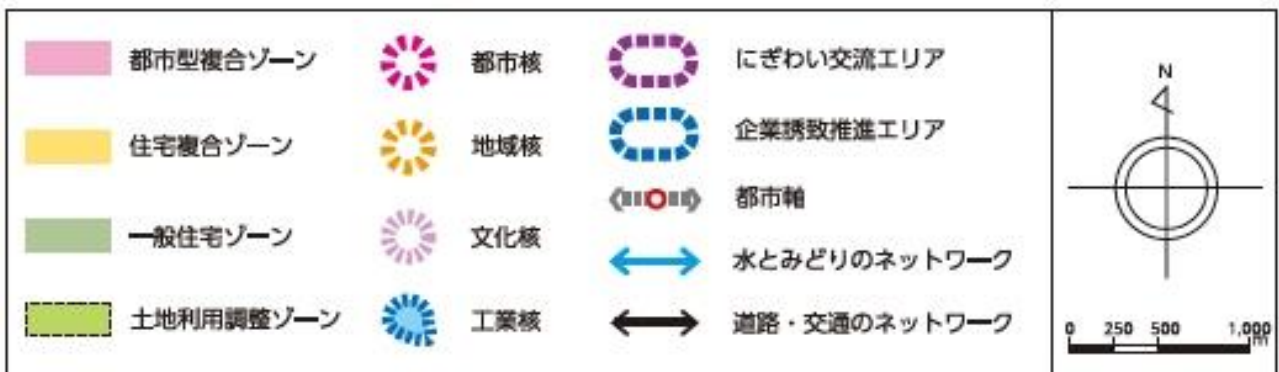 都市型複合ゾーン
住宅複合ゾーン
一般住宅ゾーン
土地利用調整ゾーン
都市核
地域核
文化核
工業核
にぎわい交流エリア
企業誘致推進エリア
都市軸
水とみどりのネットワーク
道路・交通のネットワーク
N
0 250 500 1,000m